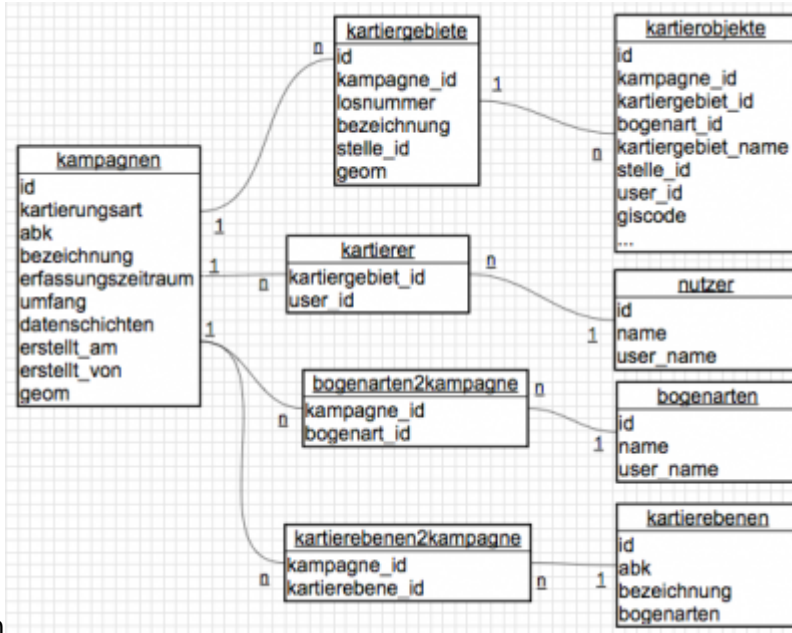 kampagnen
id
kartierungsart
abk
bezeichnung
erfassungszeitraum
umfang
datenschichten
erstellt_am
erstellt_von
geom
1
1
1
n
kartiergebiete
id
kampagne_id
losnummer
bezeichnung
stelle_id
geom
1
n
kartierobjekte
id
kampagne_id
kartiergebiet_id
bogenart_id
kartiergebiet_name
stelle_id
user_id
giscode
...
n
kartierer
kartiergebiet_id
user_id
n
1
nutzer
id
name
user_name
n
bogenarten2kampagne
kampagne_id
bogenart_id
n
1
bogenarten
id
name
user_name
n
kartierebenen2kampagne
kampagne_id
kartierebene_id
n
1
kartierebenen
id
abk
bezeichnung
bogenarten